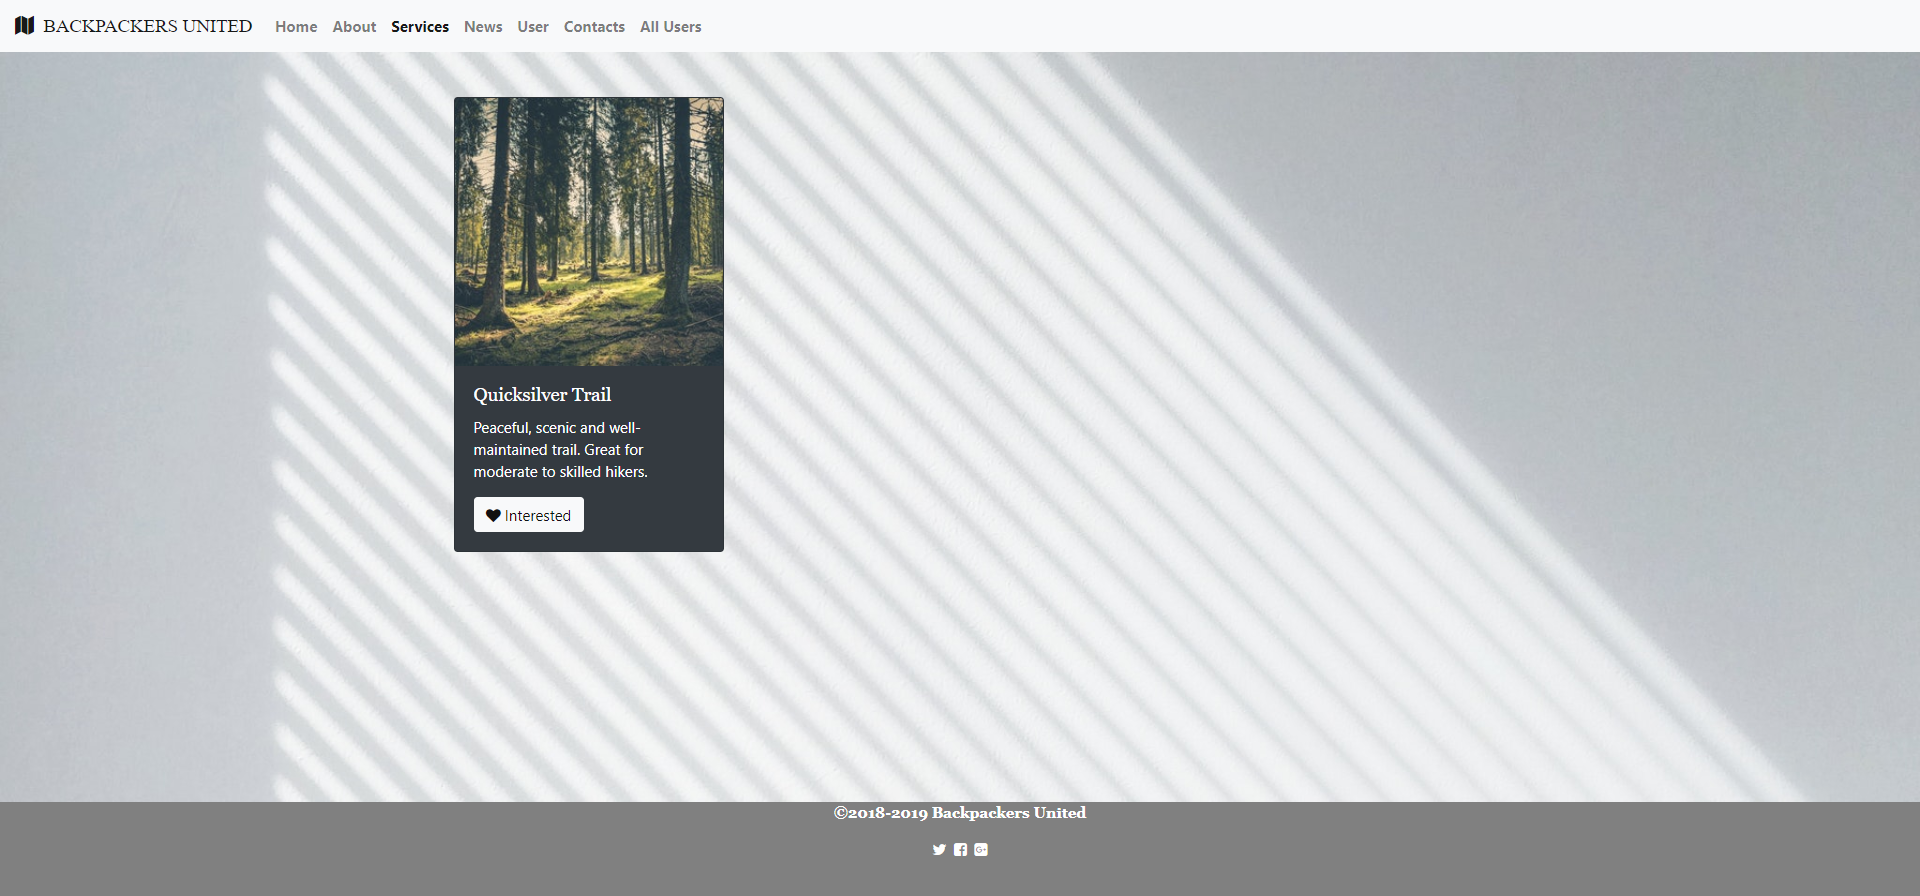 BACKPACKERS UNITED Home About Services News User Contacts All Users
Quicksilver Trail
Peaceful, scenic and well-
maintained trail. Great for
moderate to skilled hikers.
Interested
©2018-2019 Backpackers United